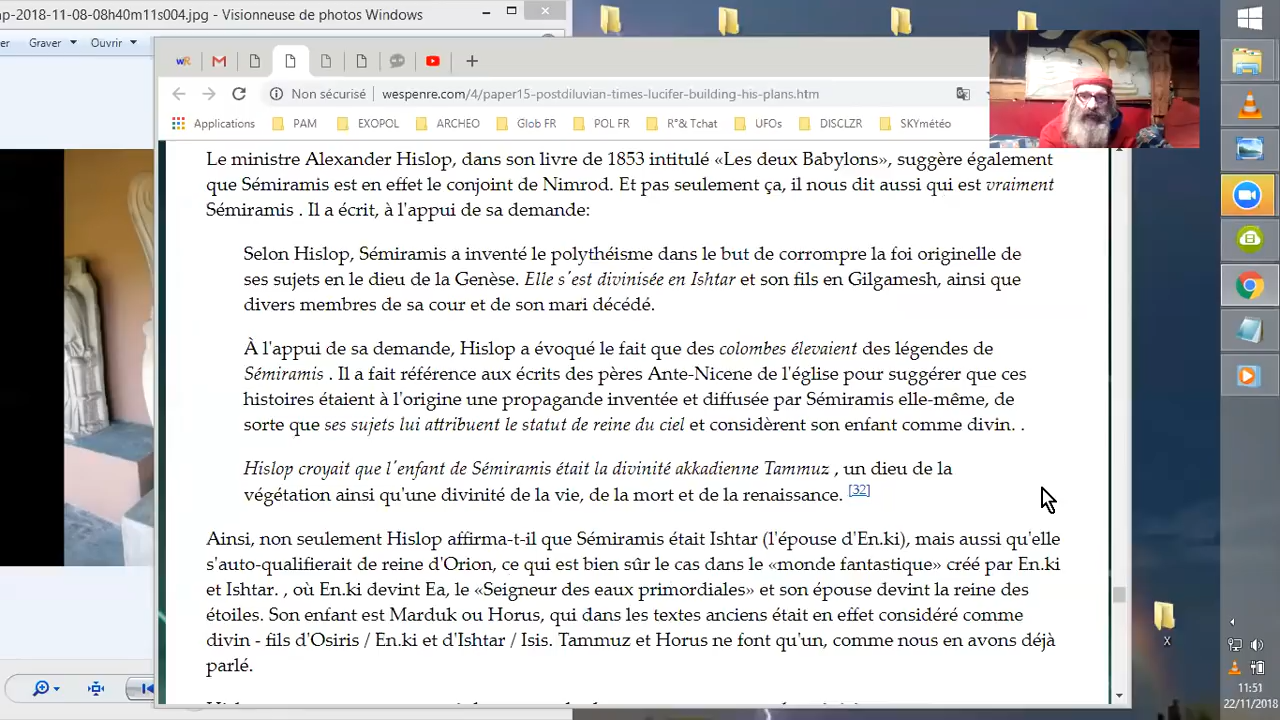 ap-2018-11-08-08h40m11s004.jpg - Visionneuse de photos Windows
Graver
Ouvrir
Non sécurisé
wespenre.com/4/paper15-postdiluvian-times-lucifer-building-his-plans.htm
Applications
PAM
EXOPOL
ARCHEO
Glob FR
POL FR
R°& Tchat
UFOs
DISCLZR
SKYmétéo
Le ministre Alexander Hislop, dans son livre de 1853 intitulé «Les deux Babylons», suggère également
que Sémiramis est en effet le conjoint de Nimrod. Et pas seulement ça, il nous dit aussi qui est vraiment
Sémiramis . Il a écrit, à l'appui de sa demande:
Selon Hislop, Sémiramis a inventé le polythéisme dans le but de corrompre la foi originelle de
ses sujets en le dieu de la Genèse. Elle s'est divinisée en Ishtar et son fils en Gilgamesh, ainsi que
divers membres de sa cour et de son mari décédé.
À l'appui de sa demande, Hislop a évoqué le fait que des colombes élevaient des légendes de
Sémiramis . Il a fait référence aux écrits des pères Ante-Nicene de l'église pour suggérer que ces
histoires étaient à l'origine une propagande inventée et diffusée par Sémiramis elle-même, de
sorte que ses sujets lui attribuent le statut de reine du ciel et considèrent son enfant comme divin. .
Hislop croyait que l'enfant de Sémiramis était la divinité akkadienne Tammuz , un dieu de la
végétation ainsi qu'une divinité de la vie, de la mort et de la renaissance. [32]
Ainsi, non seulement Hislop affirma-t-il que Sémiramis était Ishtar (l'épouse d'En.ki), mais aussi qu'elle
s'auto-qualifierait de reine d'Orion, ce qui est bien sûr le cas dans le «monde fantastique» créé par En.ki
et Ishtar. , où En.ki devint Ea, le «Seigneur des eaux primordiales» et son épouse devint la reine des
étoiles. Son enfant est Marduk ou Horus, qui dans les textes anciens était en effet considéré comme
divin - fils d'Osiris / En.ki et d'Ishtar / Isis. Tammuz et Horus ne font qu'un, comme nous en avons déjà
parlé.
X
11:51
22/11/2018